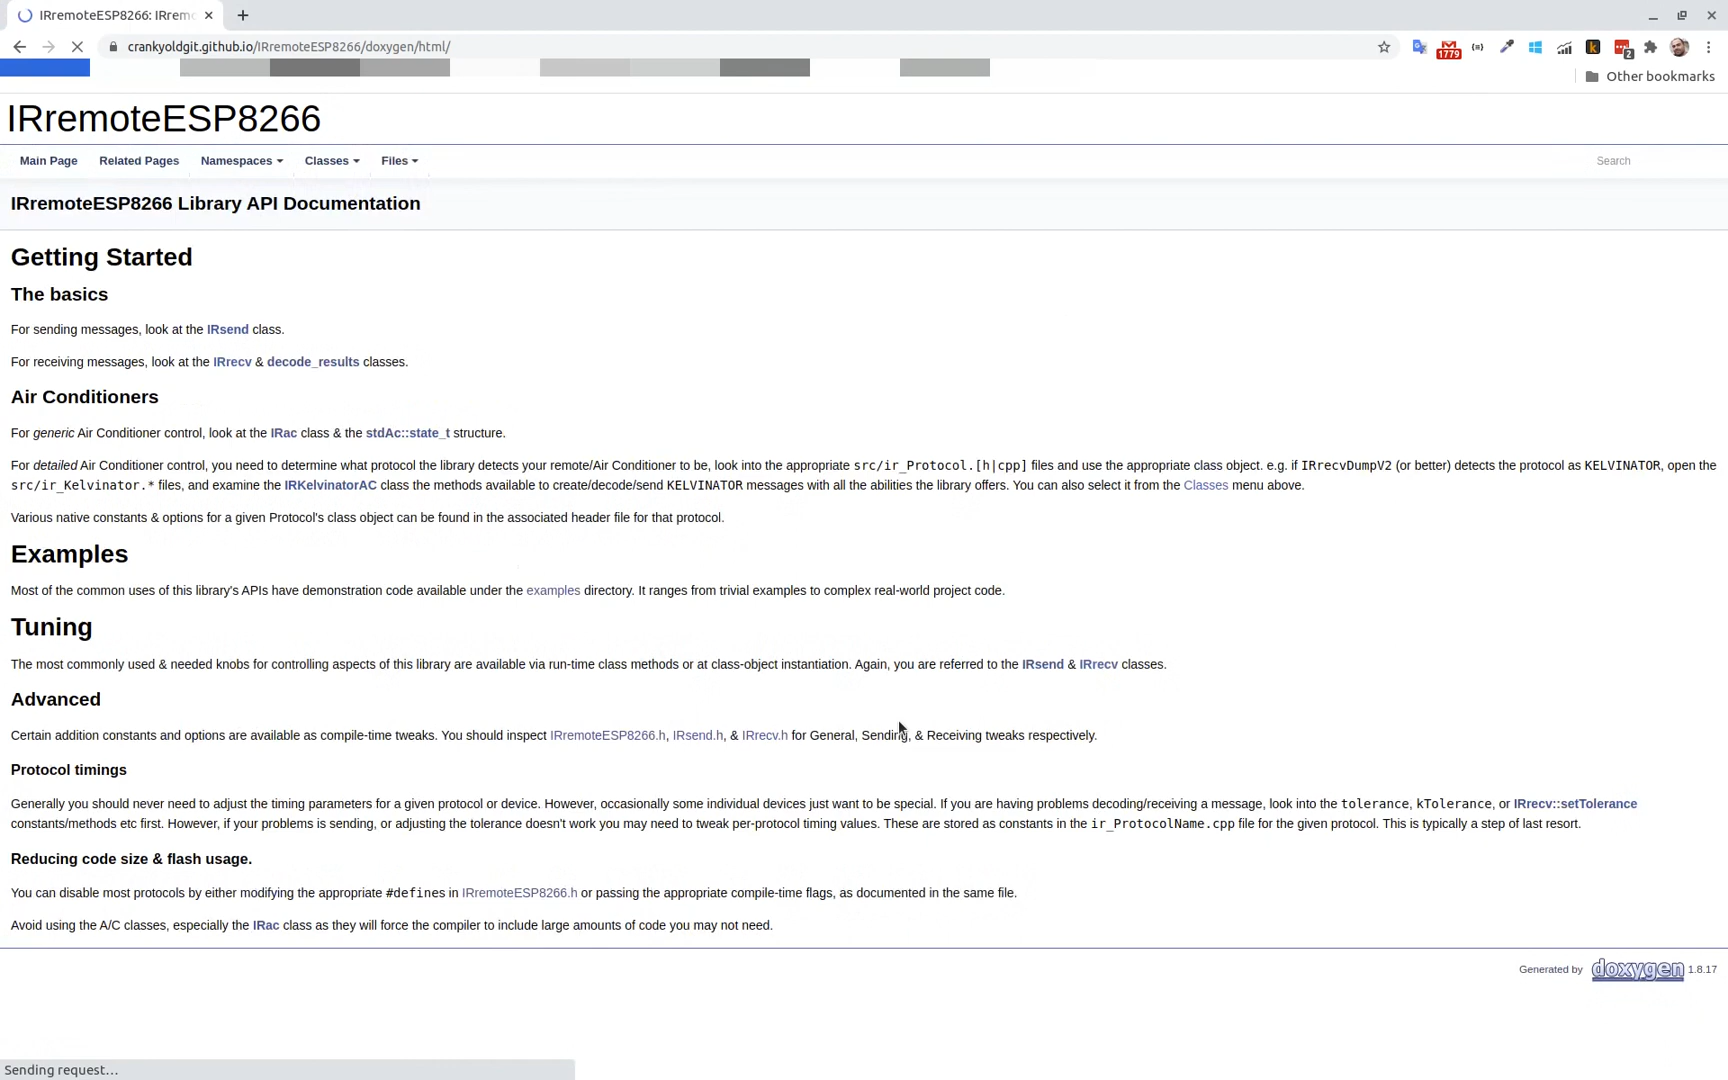 IRremoteESP8266: IRrem
crankyoldgit.github.io/IRremoteESP8266/doxygen/html/
1779
2
Other bookmarks
IRremoteESP8266
Main Page Related Pages Namespaces Classes Files Search
IRremoteESP8266 Library API Documentation
Getting Started
The basics
For sending messages, look at the IRsend class.
For receiving messages, look at the IRrecv & decode_results classes.
Air Conditioners
For generic Air Conditioner control, look at the IRac class & the stdAc::state_t structure.
For detailed Air Conditioner control, you need to determine what protocol the library detects your remote/Air Conditioner to be, look into the appropriate src/ir_Protocol.[h|cpp] files and use the appropriate class object. e.g. if IRrecvDumpV2 (or better) detects the protocol as KELVINATOR, open the
src/ir_Kelvinator.* files, and examine the IRKelvinatorAC class the methods available to create/decode/send KELVINATOR messages with all the abilities the library offers. You can also select it from the Classes menu above.
Various native constants & options for a given Protocol's class object can be found in the associated header file for that protocol.
Examples
Most of the common uses of this library's APIs have demonstration code available under the examples directory. It ranges from trivial examples to complex real-world project code.
Tuning
The most commonly used & needed knobs for controlling aspects of this library are available via run-time class methods or at class-object instantiation. Again, you are referred to the IRsend & IRrecv classes.
Advanced
Certain addition constants and options are available as compile-time tweaks. You should inspect IRremoteESP8266.h, IRsend.h, & IRrecv.h for General, Sending, & Receiving tweaks respectively.
Protocol timings
Generally you should never need to adjust the timing parameters for a given protocol or device. However, occasionally some individual devices just want to be special. If you are having problems decoding/receiving a message, look into the tolerance, kTolerance, or IRrecv::setTolerance
constants/methods etc first. However, if your problems is sending, or adjusting the tolerance doesn't work you may need to tweak per-protocol timing values. These are stored as constants in the ir_ProtocolName.cpp file for the given protocol. This is typically a step of last resort.
Reducing code size & flash usage.
You can disable most protocols by either modifying the appropriate #defines in IRremoteESP8266.h or passing the appropriate compile-time flags, as documented in the same file.
Avoid using the A/C classes, especially the IRac class as they will force the compiler to include large amounts of code you may not need.
Generated by doxygen 1.8.17
Sending request…